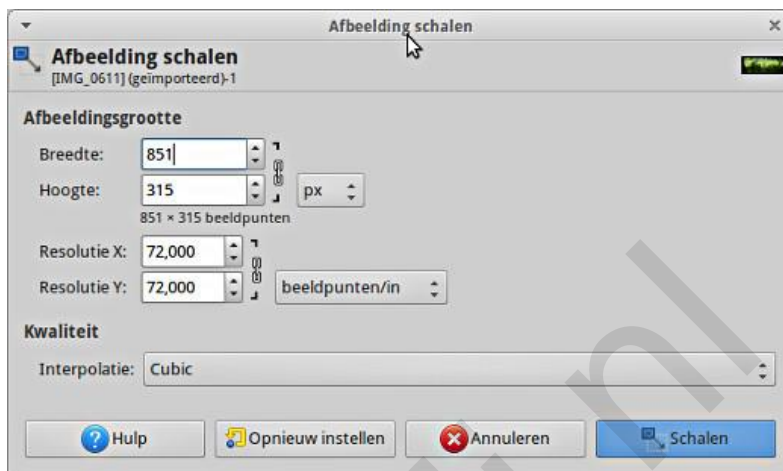 Afbeelding schalen
Afbeelding schalen
[IMG_0611] (geïmporteerd)-1
Afbeeldingsgrootte
Breedte: 851
Hoogte: 315 px
851 × 315 beeldpunten
Resolutie X: 72,000
Resolutie Y: 72,000 beeldpunten/in
Kwaliteit
Interpolatie: Cubic
Hulp Opnieuw instellen Annuleren Schalen